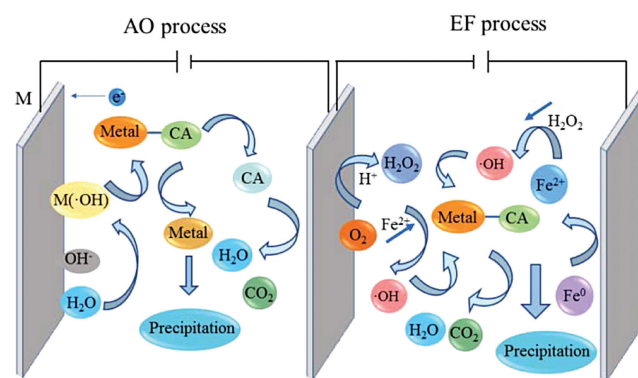 AO process
EF process
M
e⁻
Metal
CA
CA
M(·OH)
Metal
OH⁻
H₂O
H₂O
CO₂
Precipitation
H₂O₂
·OH
H₂O₂
H⁺
Fe²⁺
O₂
Fe²⁺
Metal
CA
·OH
H₂O
CO₂
Fe⁰
Precipitation